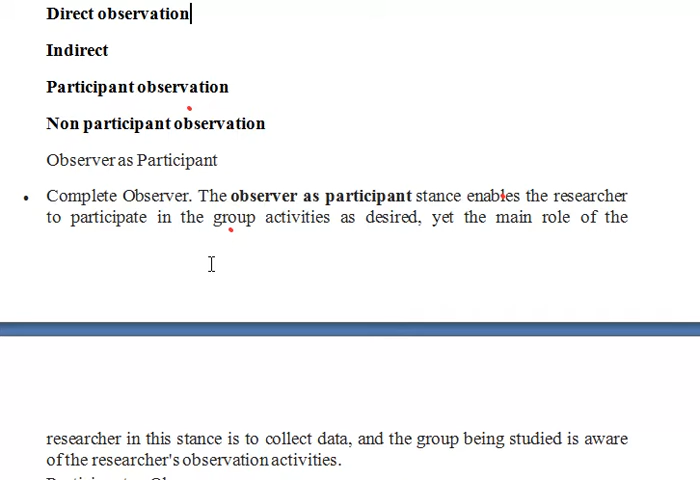 Direct observation
Indirect
Participant observation
Non participant observation
Observer as Participant
• Complete Observer. The observer as participant stance enables the researcher
to participate in the group activities as desired, yet the main role of the
researcher in this stance is to collect data, and the group being studied is aware
of the researcher's observation activities.